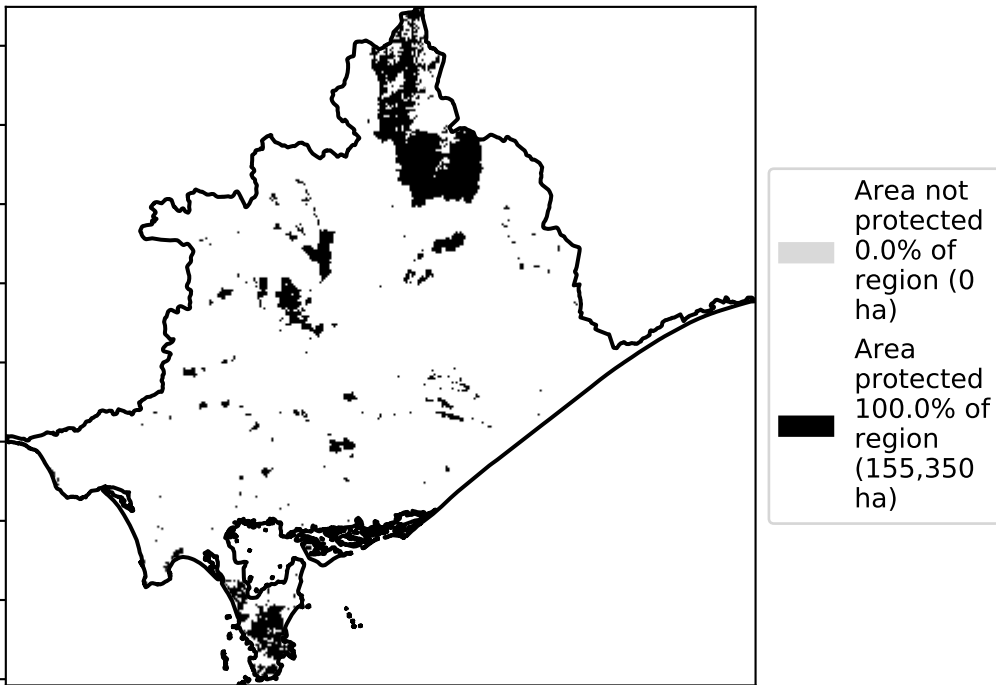 Area not
protected
0.0% of
region (0
ha)
Area
protected
100.0% of
region
(155,350
ha)